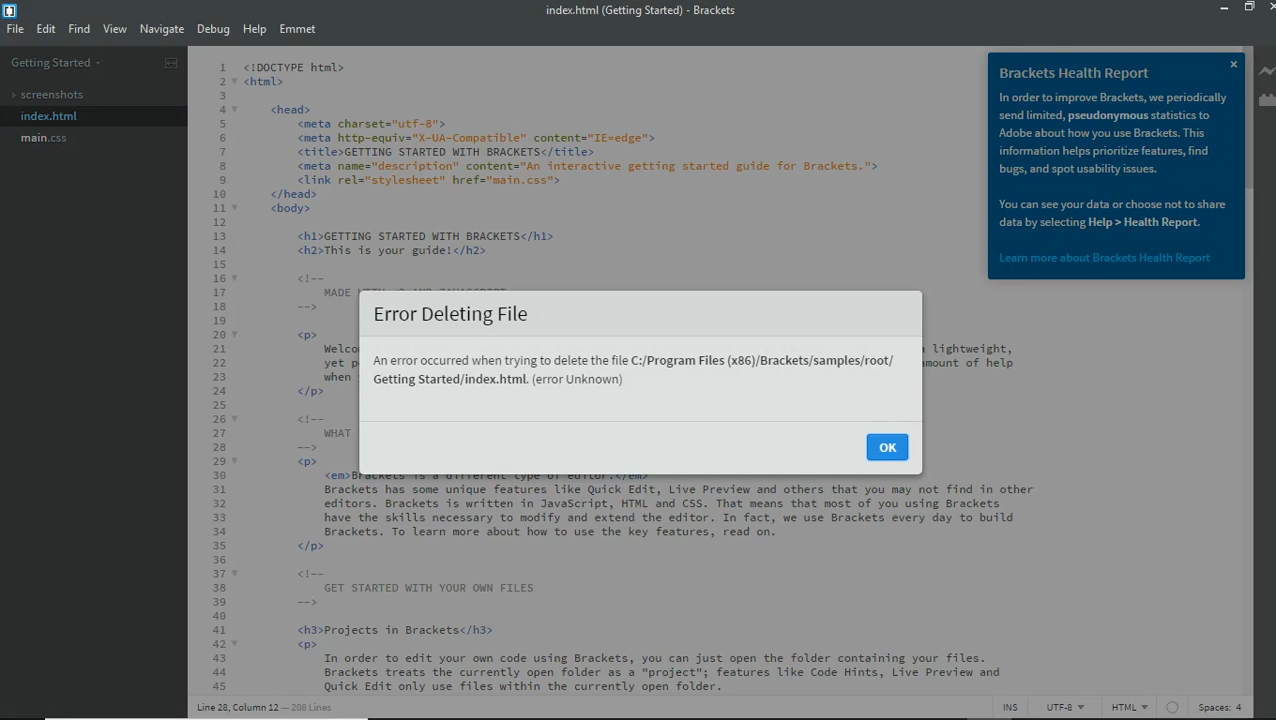 index.html (Getting Started) - Brackets
File Edit Find View Navigate Debug Help Emmet
Getting Started
screenshots
index.html
main.css
1 <!DOCTYPE html>
2 <html>
3
4 <head>
5 <meta charset="utf-8">
6 <meta http-equiv="X-UA-Compatible" content="IE=edge">
7 <title>GETTING STARTED WITH BRACKETS</title>
8 <meta name="description" content="An interactive getting started guide for Brackets.">
9 <link rel="stylesheet" href="main.css">
10 </head>
11 <body>
12
13 <h1>GETTING STARTED WITH BRACKETS</h1>
14 <h2>This is your guide!</h2>
15
16 <!--
17 MADE
18 -->
19
20 <p>
21 Welcom lightweight,
22 yet p amount of help
23 when
24 </p>
25
26 <!--
27 WHAT
28 -->
29 <p>
30 <em>Brackets is a different type of editor.</em>
31 Brackets has some unique features like Quick Edit, Live Preview and others that you may not find in other
32 editors. Brackets is written in JavaScript, HTML and CSS. That means that most of you using Brackets
33 have the skills necessary to modify and extend the editor. In fact, we use Brackets every day to build
34 Brackets. To learn more about how to use the key features, read on.
35 </p>
36
37 <!--
38 GET STARTED WITH YOUR OWN FILES
39 -->
40
41 <h3>Projects in Brackets</h3>
42 <p>
43 In order to edit your own code using Brackets, you can just open the folder containing your files.
44 Brackets treats the currently open folder as a "project"; features like Code Hints, Live Preview and
45 Quick Edit only use files within the currently open folder.
Brackets Health Report
×
In order to improve Brackets, we periodically
send limited, pseudonymous statistics to
Adobe about how you use Brackets. This
information helps prioritize features, find
bugs, and spot usability issues.
You can see your data or choose not to share
data by selecting Help > Health Report.
Learn more about Brackets Health Report
Error Deleting File
An error occurred when trying to delete the file C:/Program Files (x86)/Brackets/samples/root/
Getting Started/index.html. (error Unknown)
OK
Line 28, Column 12 — 208 Lines
INS UTF-8 HTML Spaces: 4